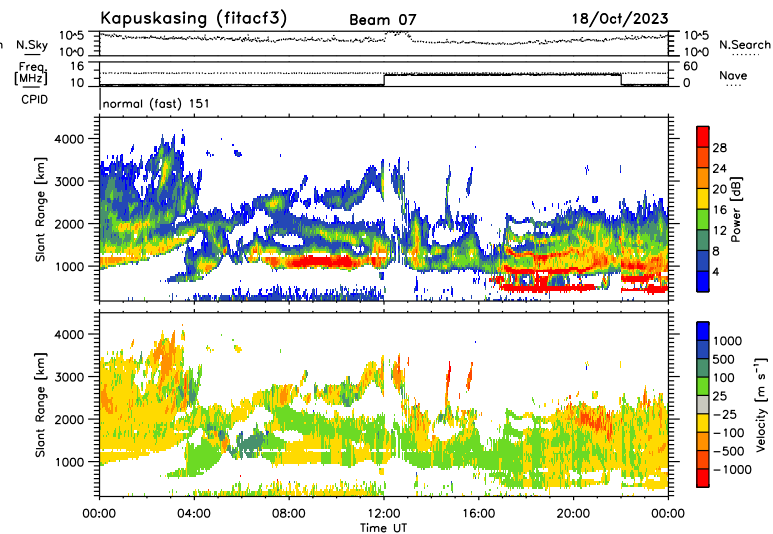 Kapuskasing (fitacf3) Beam 07 18/Oct/2023
N.Sky 10^5 10^0 10^5 10^0 N.Search
Freq. [MHz] 16 10 60 0 Nave
CPID normal (fast) 151
Slant Range [km] 4000 3000 2000 1000
Power [dB] 28 24 20 16 12 8 4
Slant Range [km] 4000 3000 2000 1000
Velocity [m s⁻¹] 1000 500 100 25 -25 -100 -500 -1000
00:00 04:00 08:00 12:00 16:00 20:00 00:00
Time UT